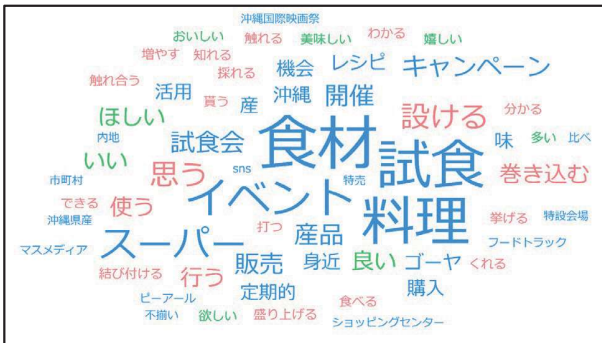 沖縄国際映画祭
おいしい 触れる 美味しい わかる 嬉しい
増やす 知れる 機会 レシピ キャンペーン
触れ合う 採れる
活用 貰う 産 沖縄 開催 設ける 分かる
ほしい 試食会 食材 試食 味 多い 比べ
内地 いい 思う sns 特売 巻き込む
市町村 イベント 料理
できる 使う 打つ 挙げる 特設会場
沖縄県産 スーパー 産品 フードトラック
マスメディア 販売 身近 良い ゴーヤ くれる
結び付ける 行う 定期的 購入
ピーアール 食べる
不揃い 欲しい 盛り上げる ショッピングセンター